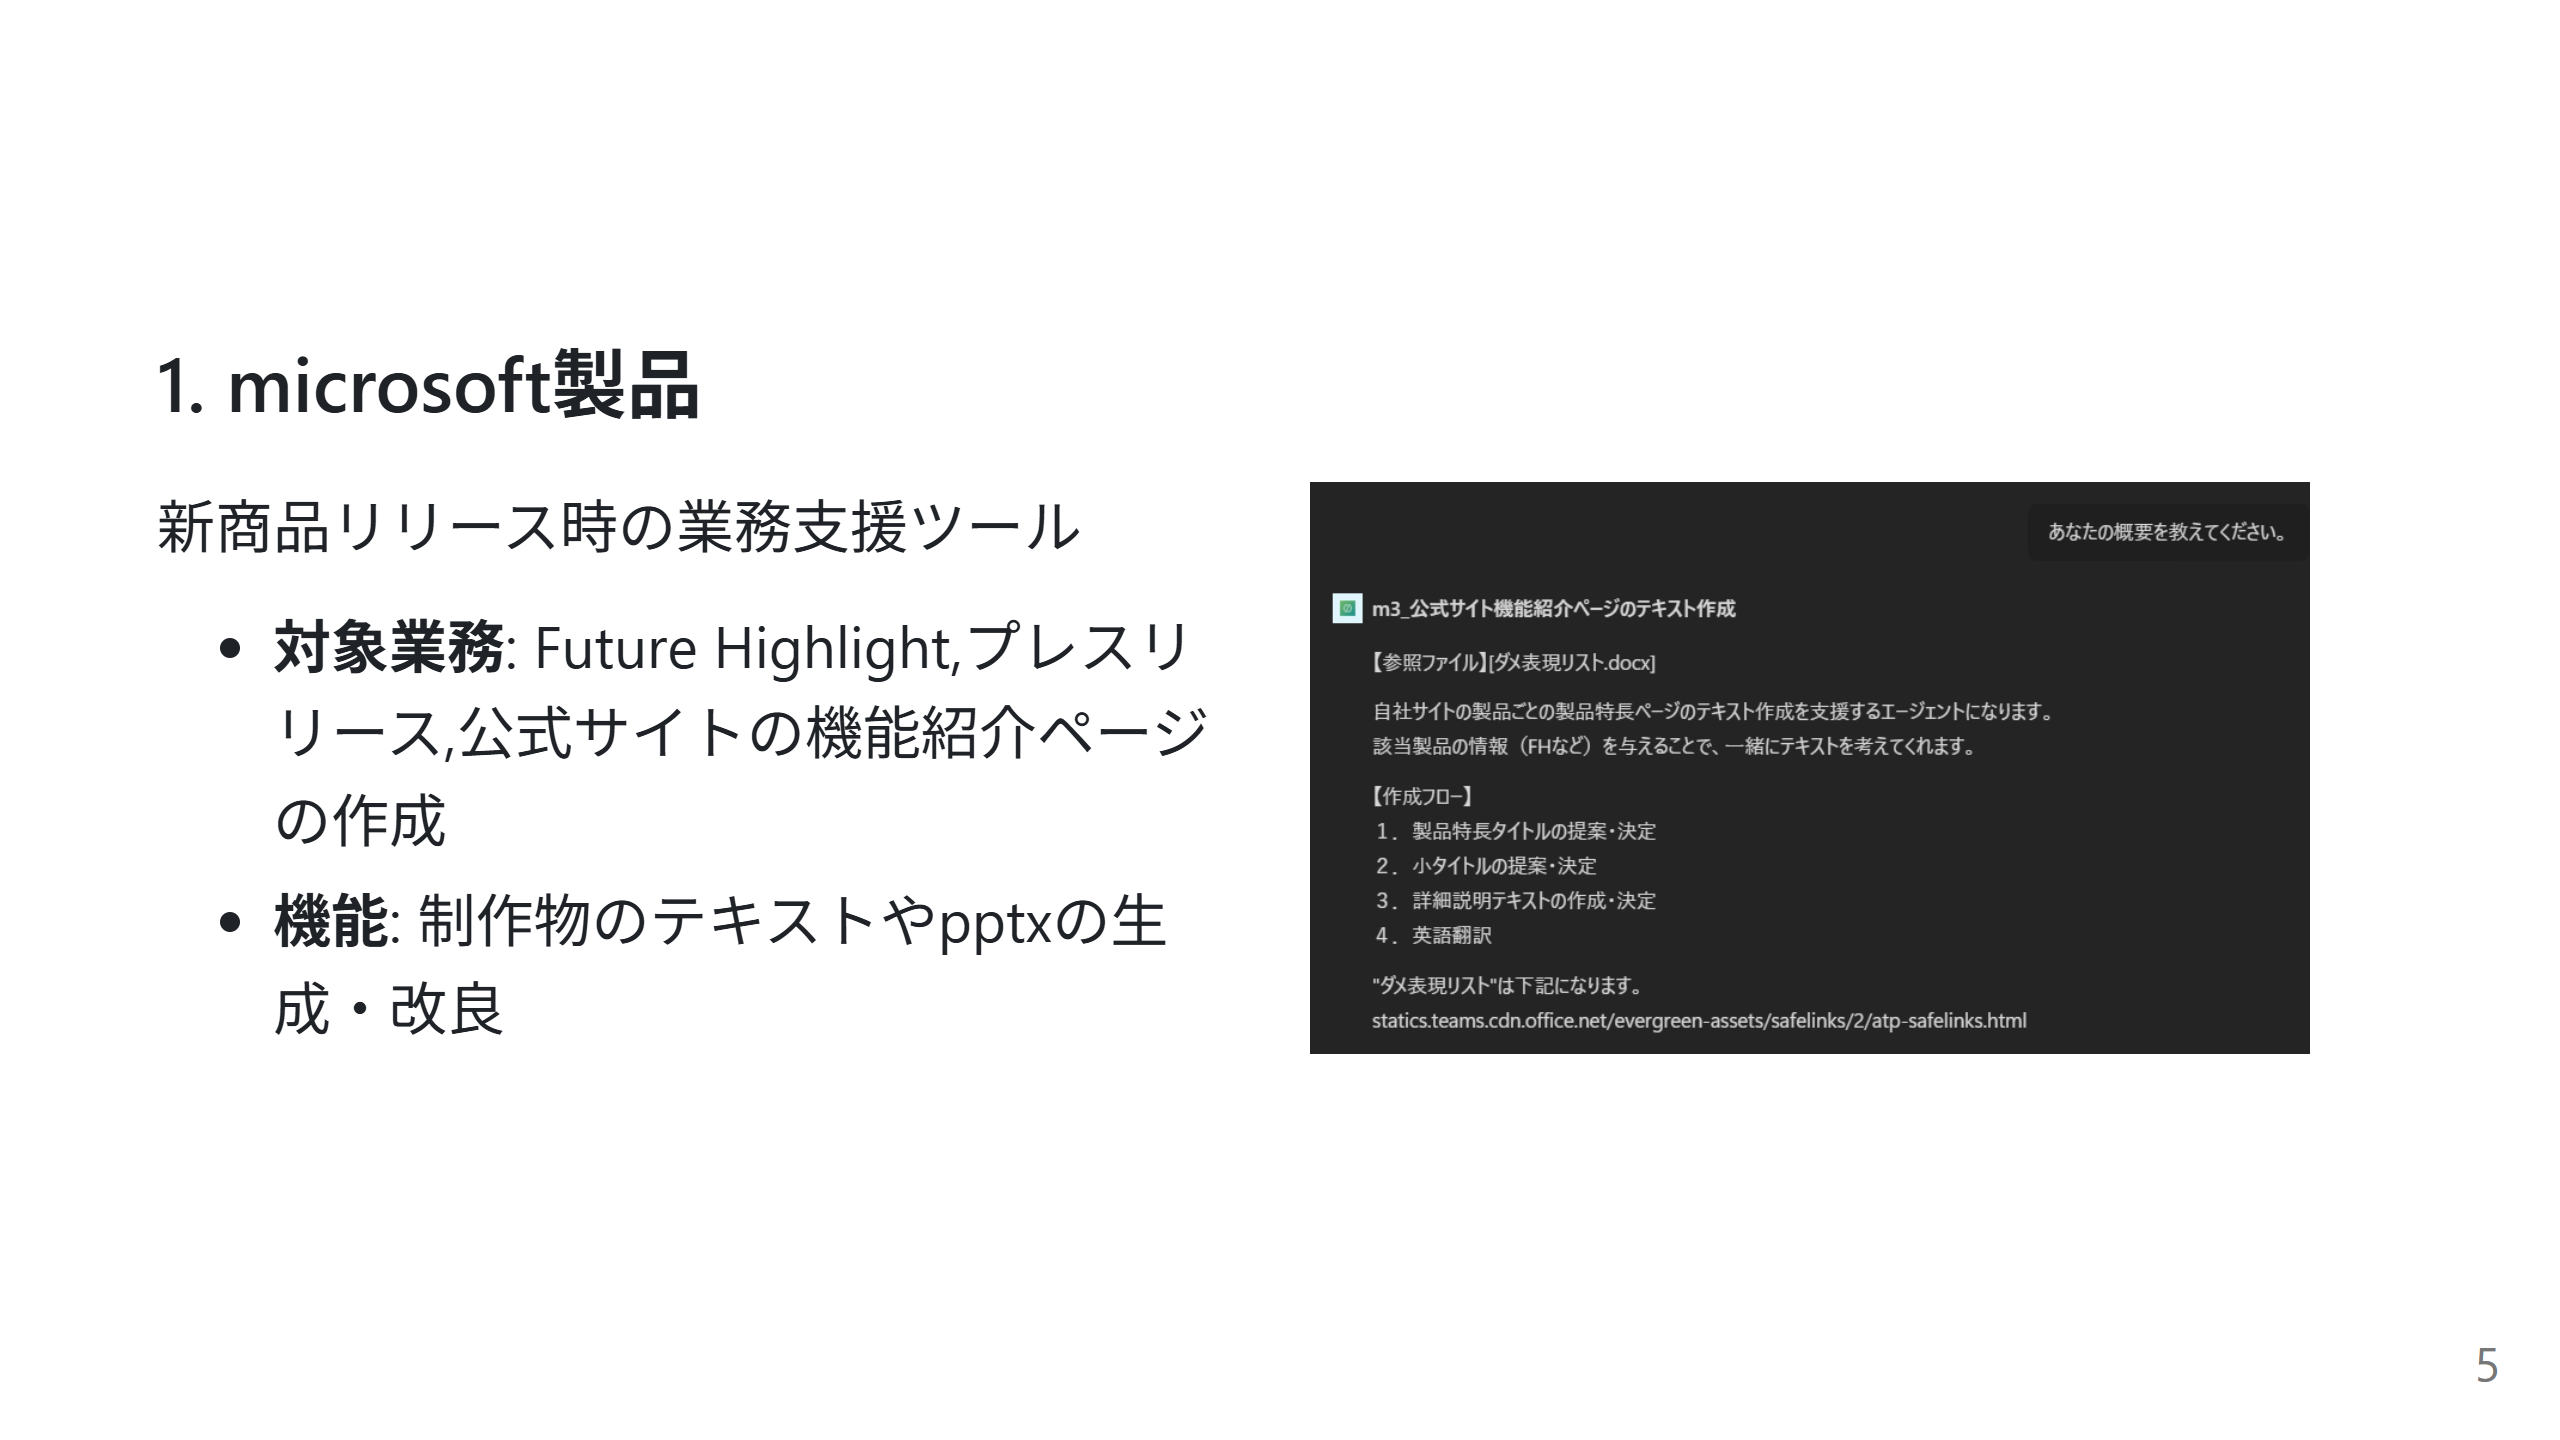 1. microsoft製品
新商品リリース時の業務支援ツール
• 対象業務: Future Highlight,プレスリ
リース,公式サイトの機能紹介ページ
の作成
• 機能: 制作物のテキストやpptxの生
成・改良
あなたの概要を教えてください。
m3_公式サイト機能紹介ページのテキスト作成
【参照ファイル】[ダメ表現リスト.docx]
自社サイトの製品ごとの製品特長ページのテキスト作成を支援するエージェントになります。
該当製品の情報（FHなど）を与えることで、一緒にテキストを考えてくれます。
【作成フロー】
１．製品特長タイトルの提案・決定
２．小タイトルの提案・決定
３．詳細説明テキストの作成・決定
４．英語翻訳
"ダメ表現リスト"は下記になります。
statics.teams.cdn.office.net/evergreen-assets/safelinks/2/atp-safelinks.html
5